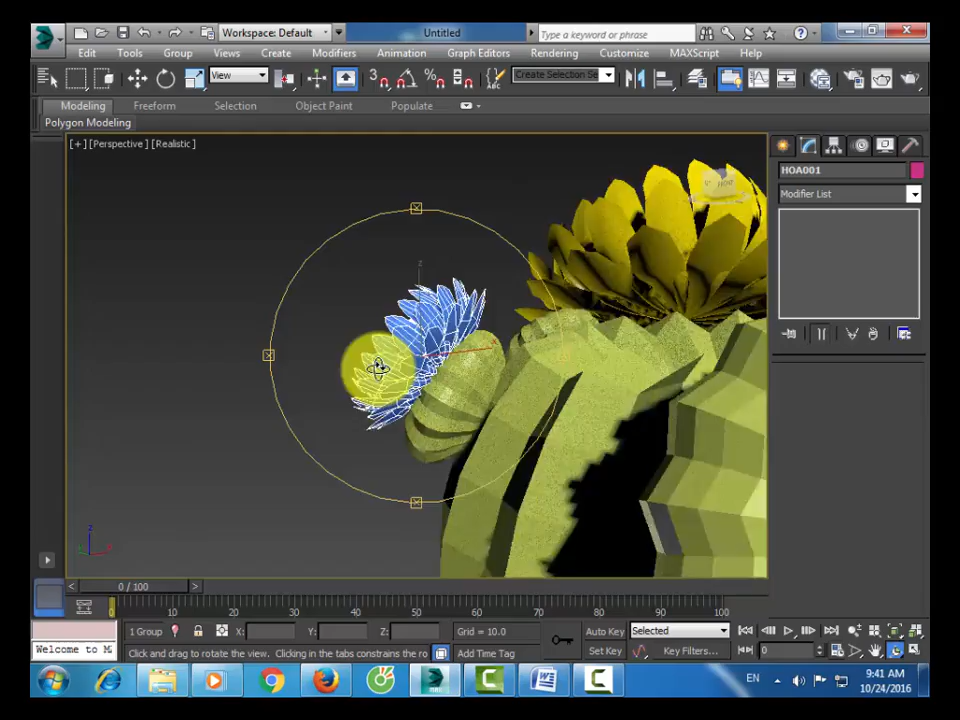 Workspace: Default
Untitled
Type a keyword or phrase
Edit Tools Group Views Create Modifiers Animation Graph Editors Rendering Customize MAXScript Help
View
3
Create Selection Se
ABC
Modeling Freeform Selection Object Paint Populate
Polygon Modeling
[+][Perspective][Realistic]
HOA001
Modifier List
FRONT
z
z
0 / 100
10 20 30 40 50 60 70 80 90 100
1 Group X: Y: Z: Grid = 10.0 Auto Key Selected
Welcome to M
Click and drag to rotate the view. Clicking in the tabs constrains the ro
Add Time Tag
Set Key Key Filters... 0
EN
9:41 AM
10/24/2016